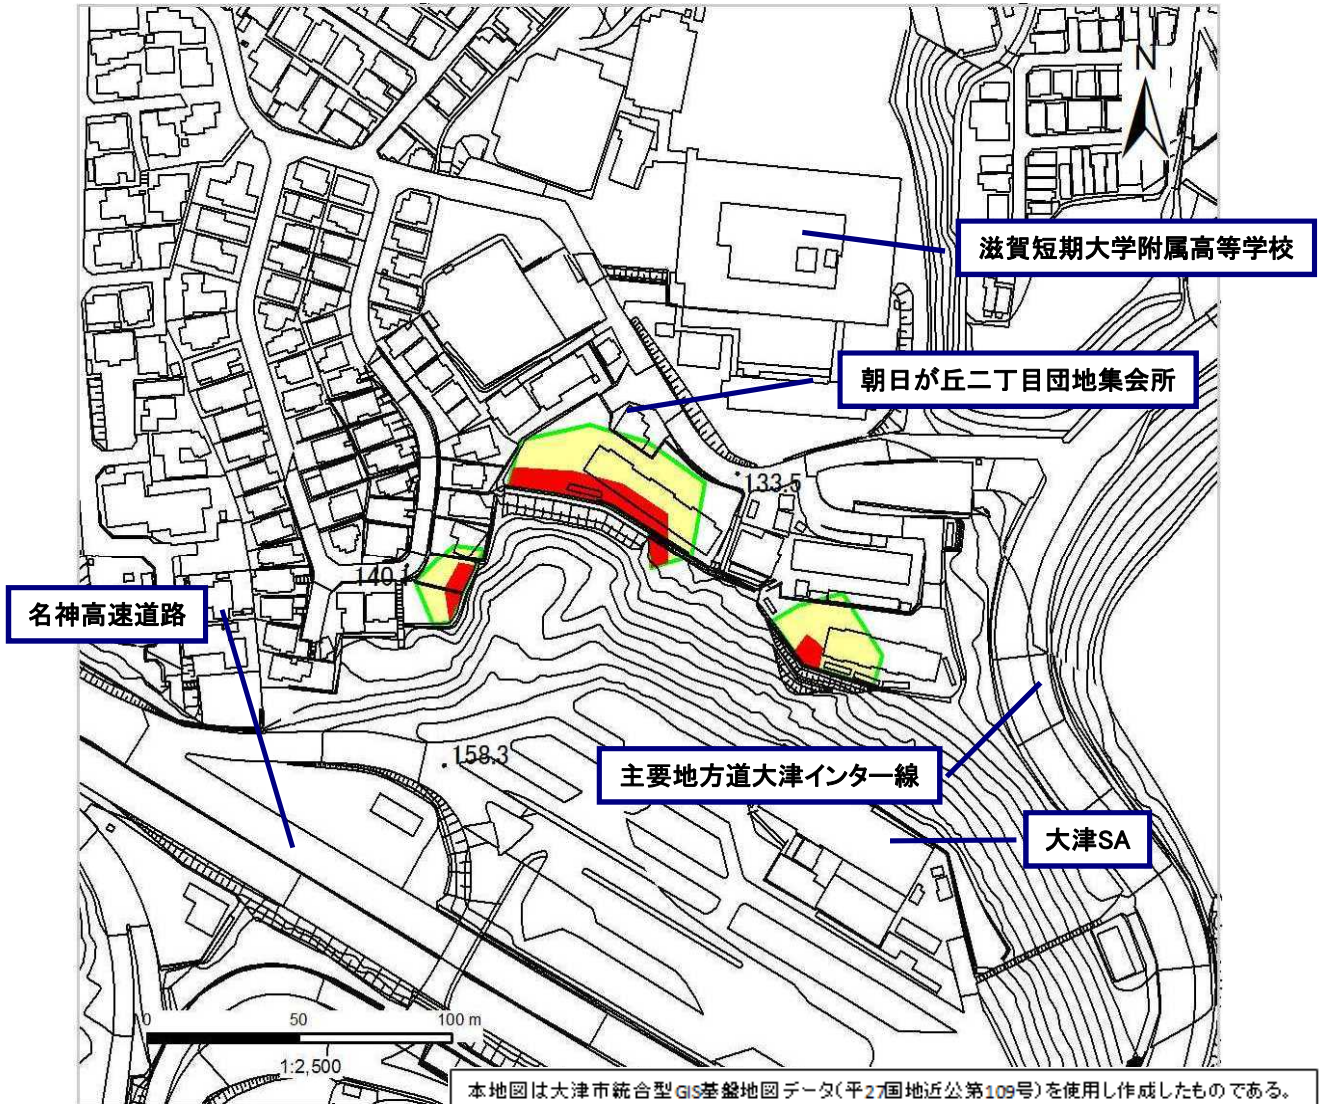 N
滋賀短期大学附属高等学校
朝日が丘二丁目団地集会所
133.5
140.1
名神高速道路
158.3
主要地方道大津インター線
大津SA
0 50 100 m
1:2,500
本地図は大津市統合型GIS基盤地図データ(平27国地近公第109号)を使用し作成したものである。